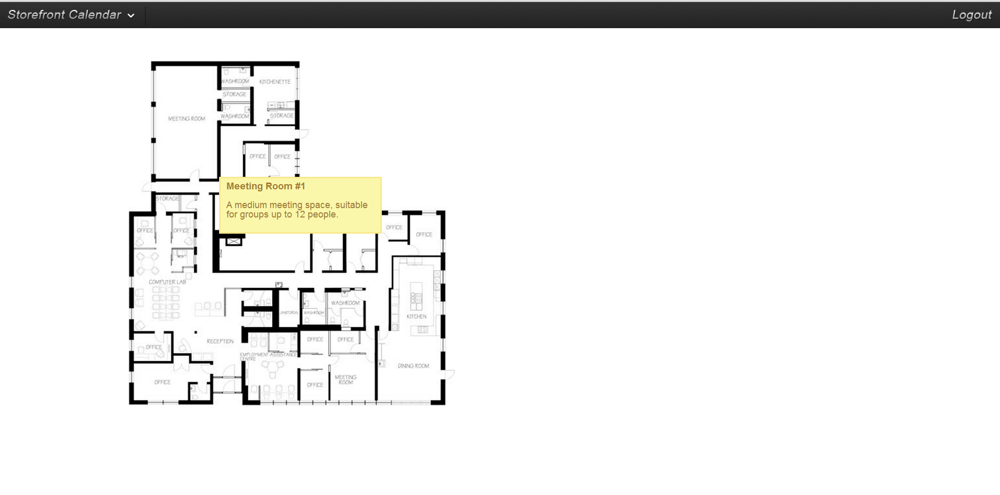 Storefront Calendar
Logout
WASHROOM
KITCHENETTE
STORAGE
WASHROOM
STORAGE
MEETING ROOM
OFFICE
OFFICE
Meeting Room #1
A medium meeting space, suitable
for groups up to 12 people.
STORAGE
OFFICE
OFFICE
OFFICE
OFFICE
COMPUTER LAB
WASHROOM
JANITORIAL
WASHROOM
KITCHEN
RECEPTION
OFFICE
OFFICE
OFFICE
EMPLOYMENT ASSISTANCE
CENTRE
DINING ROOM
OFFICE
OFFICE
MEETING
ROOM